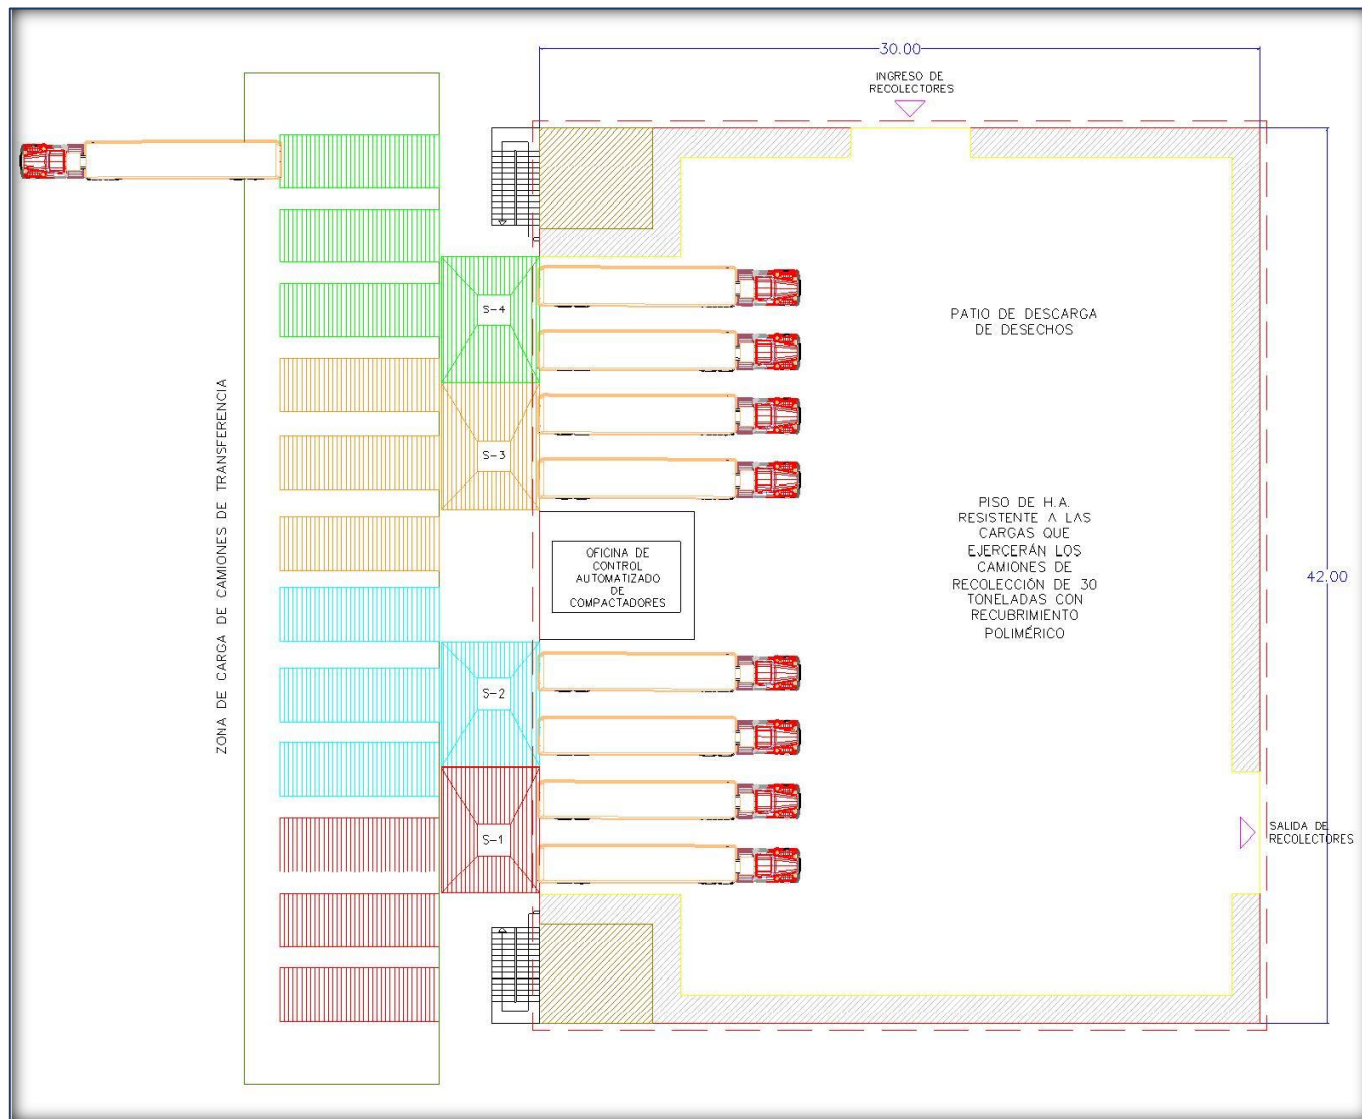 30.00
INGRESO DE
RECOLECTORES
S-4
PATIO DE DESCARGA
DE DESECHOS
ZONA DE CARGA DE CAMIONES DE TRANSFERENCIA
S-3
PISO DE H.A.
RESISTENTE A LAS
CARGAS QUE
EJERCERÁN LOS
CAMIONES DE
RECOLECCIÓN DE 30
TONELADAS CON
RECUBRIMIENTO
POLIMÉRICO
OFICINA DE
CONTROL
AUTOMATIZADO
DE
COMPACTADORES
42.00
S-2
S-1
SALIDA DE
RECOLECTORES